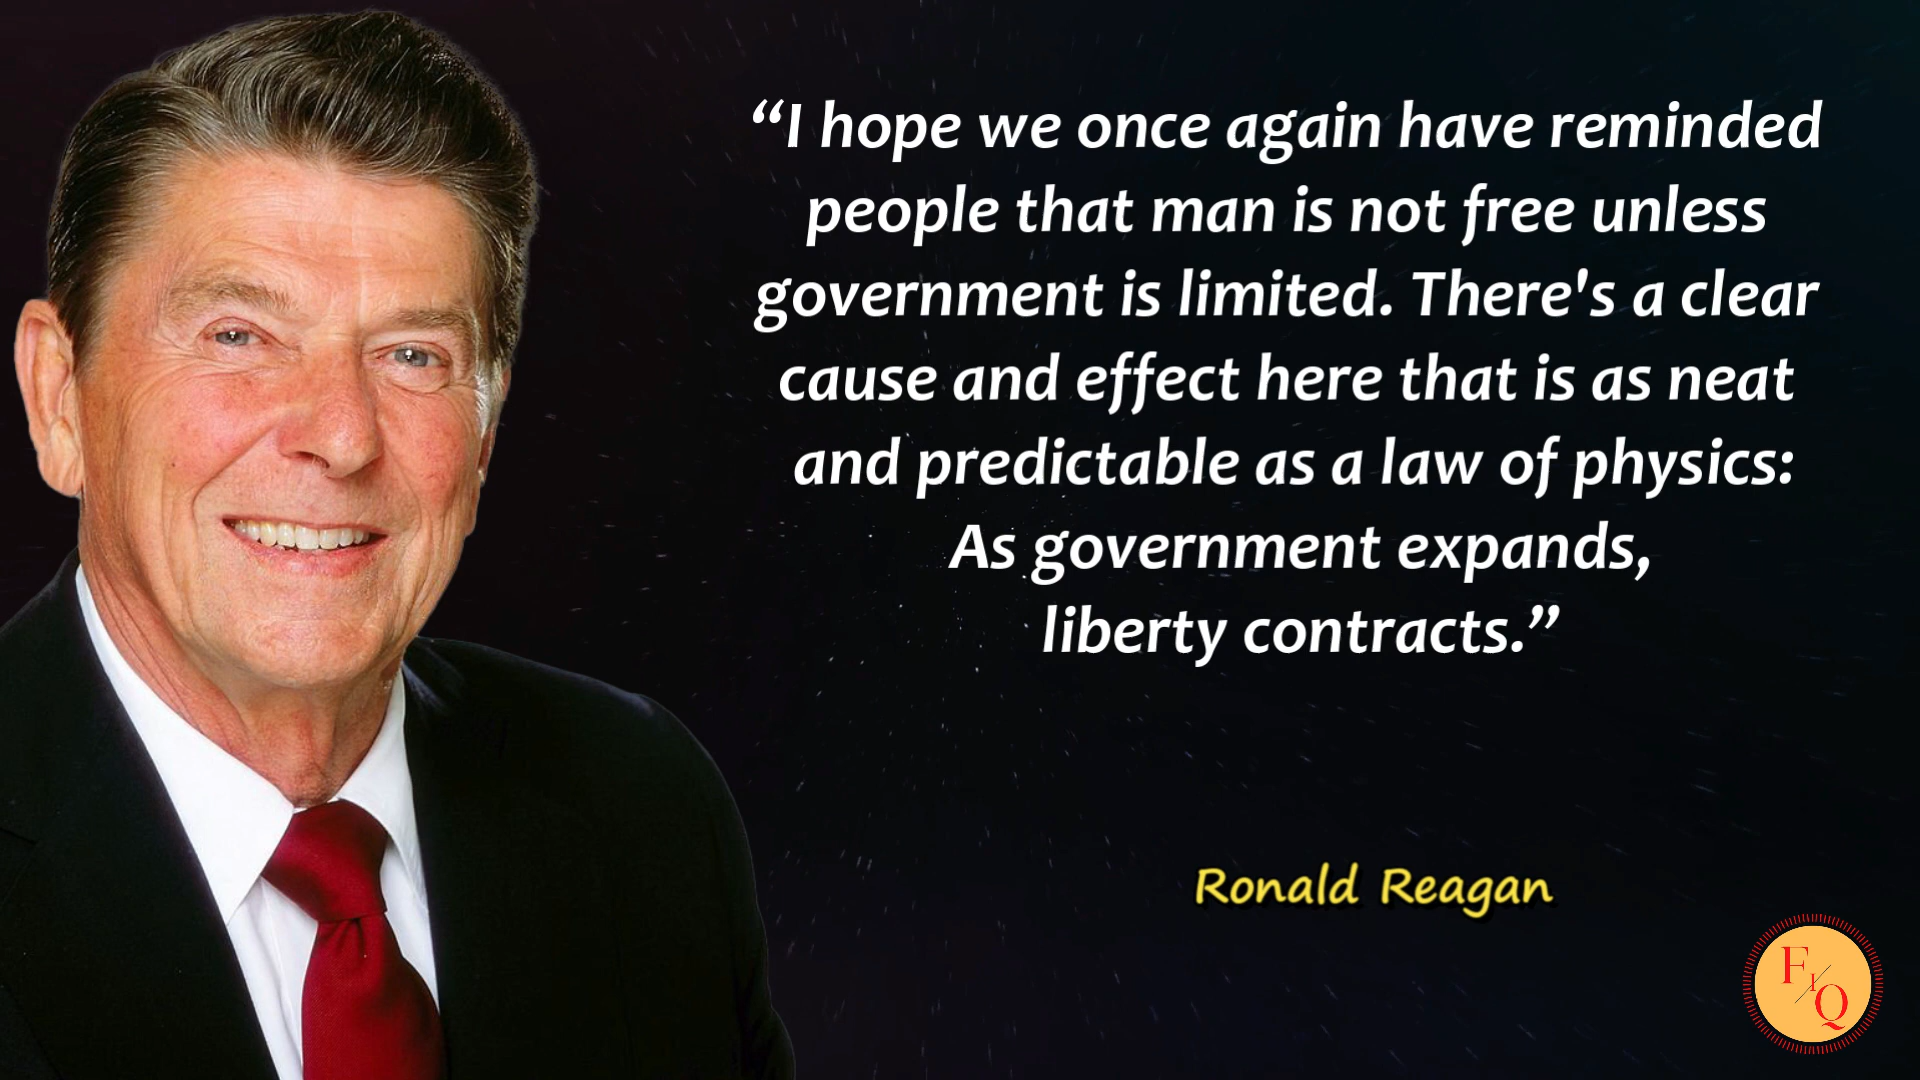 “I hope we once again have reminded
people that man is not free unless
government is limited. There's a clear
cause and effect here that is as neat
and predictable as a law of physics:
As government expands,
liberty contracts.”
Ronald Reagan
F I Q